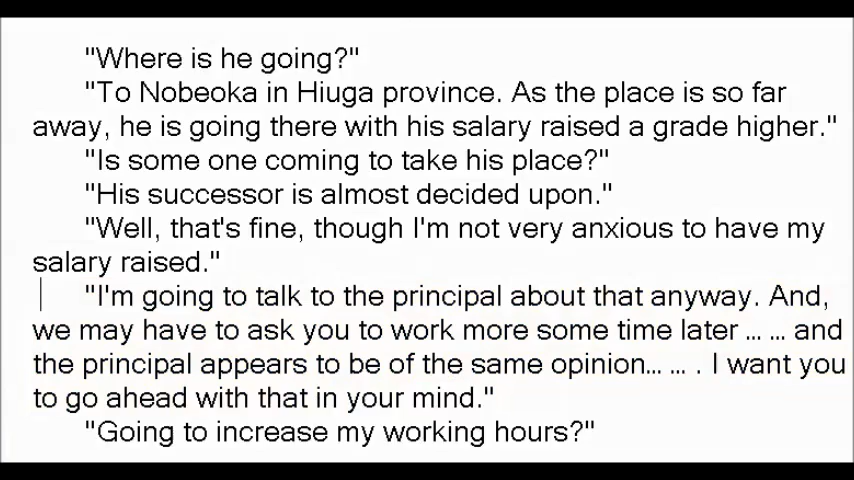 "Where is he going?"
"To Nobeoka in Hiuga province. As the place is so far
away, he is going there with his salary raised a grade higher."
"Is some one coming to take his place?"
"His successor is almost decided upon."
"Well, that's fine, though I'm not very anxious to have my
salary raised."
"I'm going to talk to the principal about that anyway. And,
we may have to ask you to work more some time later ... ... and
the principal appears to be of the same opinion... ... . I want you
to go ahead with that in your mind."
"Going to increase my working hours?"